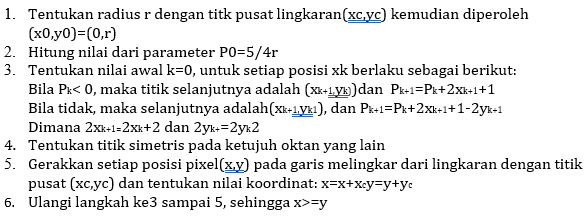 1. Tentukan radius r dengan titk pusat lingkaran(xc,yc) kemudian diperoleh
(x0,y0)=(0,r)
2. Hitung nilai dari parameter P0=5/4r
3. Tentukan nilai awal k=0, untuk setiap posisi xk berlaku sebagai berikut:
Bila Pk< 0, maka titik selanjutnya adalah (xk+1,yk)dan Pk+1=Pk+2xk+1+1
Bila tidak, maka selanjutnya adalah(xk+1,yk1), dan Pk+1=Pk+2xk+1+1-2yk+1
Dimana 2xk+1=2xk+2 dan 2yk+=2yk2
4. Tentukan titik simetris pada ketujuh oktan yang lain
5. Gerakkan setiap posisi pixel(x,y) pada garis melingkar dari lingkaran dengan titik
pusat (xc,yc) dan tentukan nilai koordinat: x=x+xcy=y+yc
6. Ulangi langkah ke3 sampai 5, sehingga x>=y